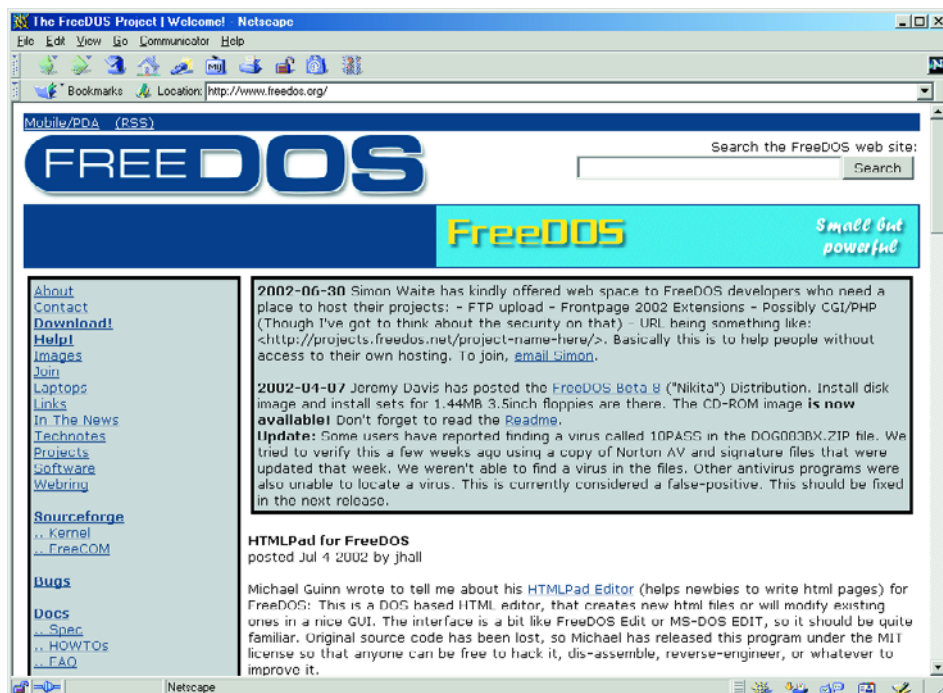 The FreeDUS Project | Welcome! - Netscape
File Edit View Go Communicator Help
Bookmarks Location: http://www.freedos.org/
Mobile/PDA (RSS)
FREEDOS
Search the FreeDOS web site:
Search
FreeDOS
Small but
powerful
About
Contact
Download!
Help!
Images
Join
Laptops
Links
In The News
Technotes
Projects
Software
Webring
Sourceforge
.. Kernel
.. FreeCOM
Bugs
Docs
.. Spec
.. HOWTOs
.. FAQ
2002-06-30 Simon Waite has kindly offered web space to FreeDOS developers who need a
place to host their projects: - FTP upload - Frontpage 2002 Extensions - Possibly CGI/PHP
(Though I've got to think about the security on that) - URL being something like:
<http://projects.freedos.net/project-name-here/>. Basically this is to help people without
access to their own hosting. To join, email Simon.
2002-04-07 Jeremy Davis has posted the FreeDOS Beta 8 ("Nikita") Distribution. Install disk
image and install sets for 1.44MB 3.5inch floppies are there. The CD-ROM image is now
available! Don't forget to read the Readme.
Update: Some users have reported finding a virus called 10PASS in the DOG083BX.ZIP file. We
tried to verify this a few weeks ago using a copy of Norton AV and signature files that were
updated that week. We weren't able to find a virus in the files. Other antivirus programs were
also unable to locate a virus. This is currently considered a false-positive. This should be fixed
in the next release.
HTMLPad for FreeDOS
posted Jul 4 2002 by jhall
Michael Guinn wrote to tell me about his HTMLPad Editor (helps newbies to write html pages) for
FreeDOS: This is a DOS based HTML editor, that creates new html files or will modify existing
ones in a nice GUI. The interface is a bit like FreeDOS Edit or MS-DOS EDIT, so it should be quite
familiar. Original source code has been lost, so Michael has released this program under the MIT
license so that anyone can be free to hack it, dis-assemble, reverse-engineer, or whatever to
improve it.
Netscape